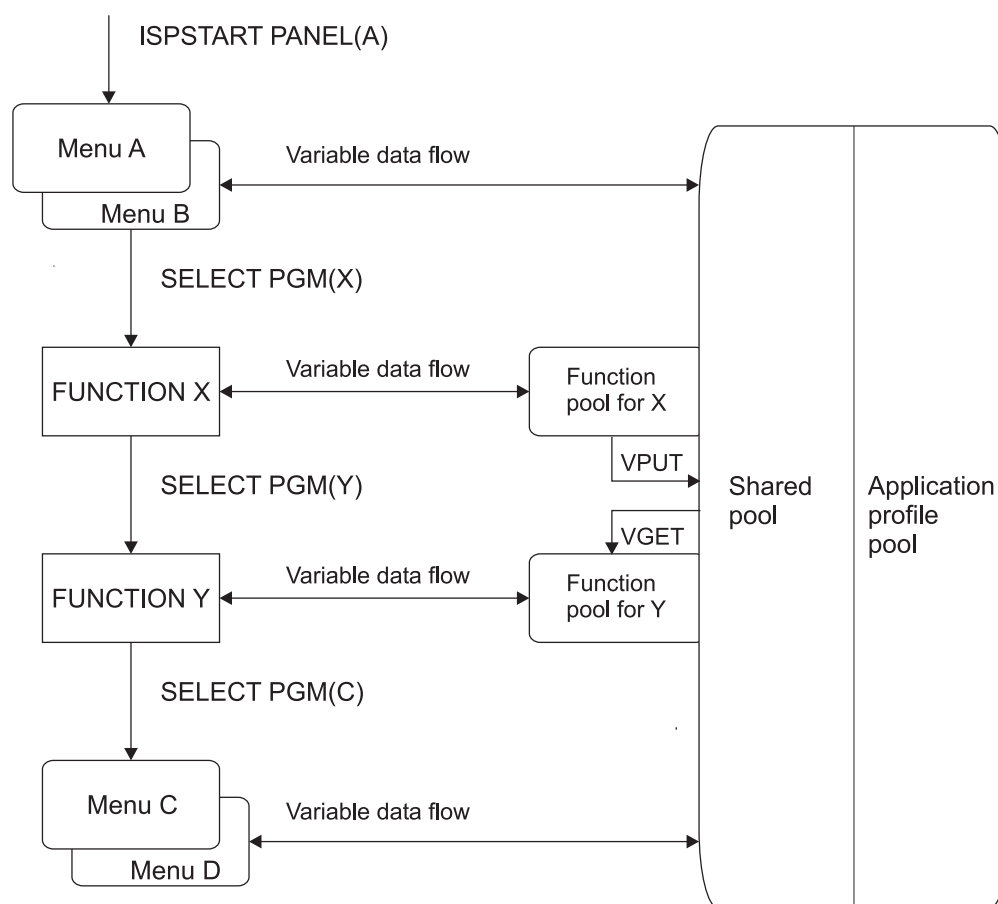 ISPSTART PANEL(A)
Menu A
Variable data flow
Menu B
SELECT PGM(X)
FUNCTION X
Variable data flow
Function
pool for X
VPUT
SELECT PGM(Y)
Shared
pool
Application
profile
pool
VGET
FUNCTION Y
Variable data flow
Function
pool for Y
SELECT PGM(C)
Menu C
Variable data flow
Menu D